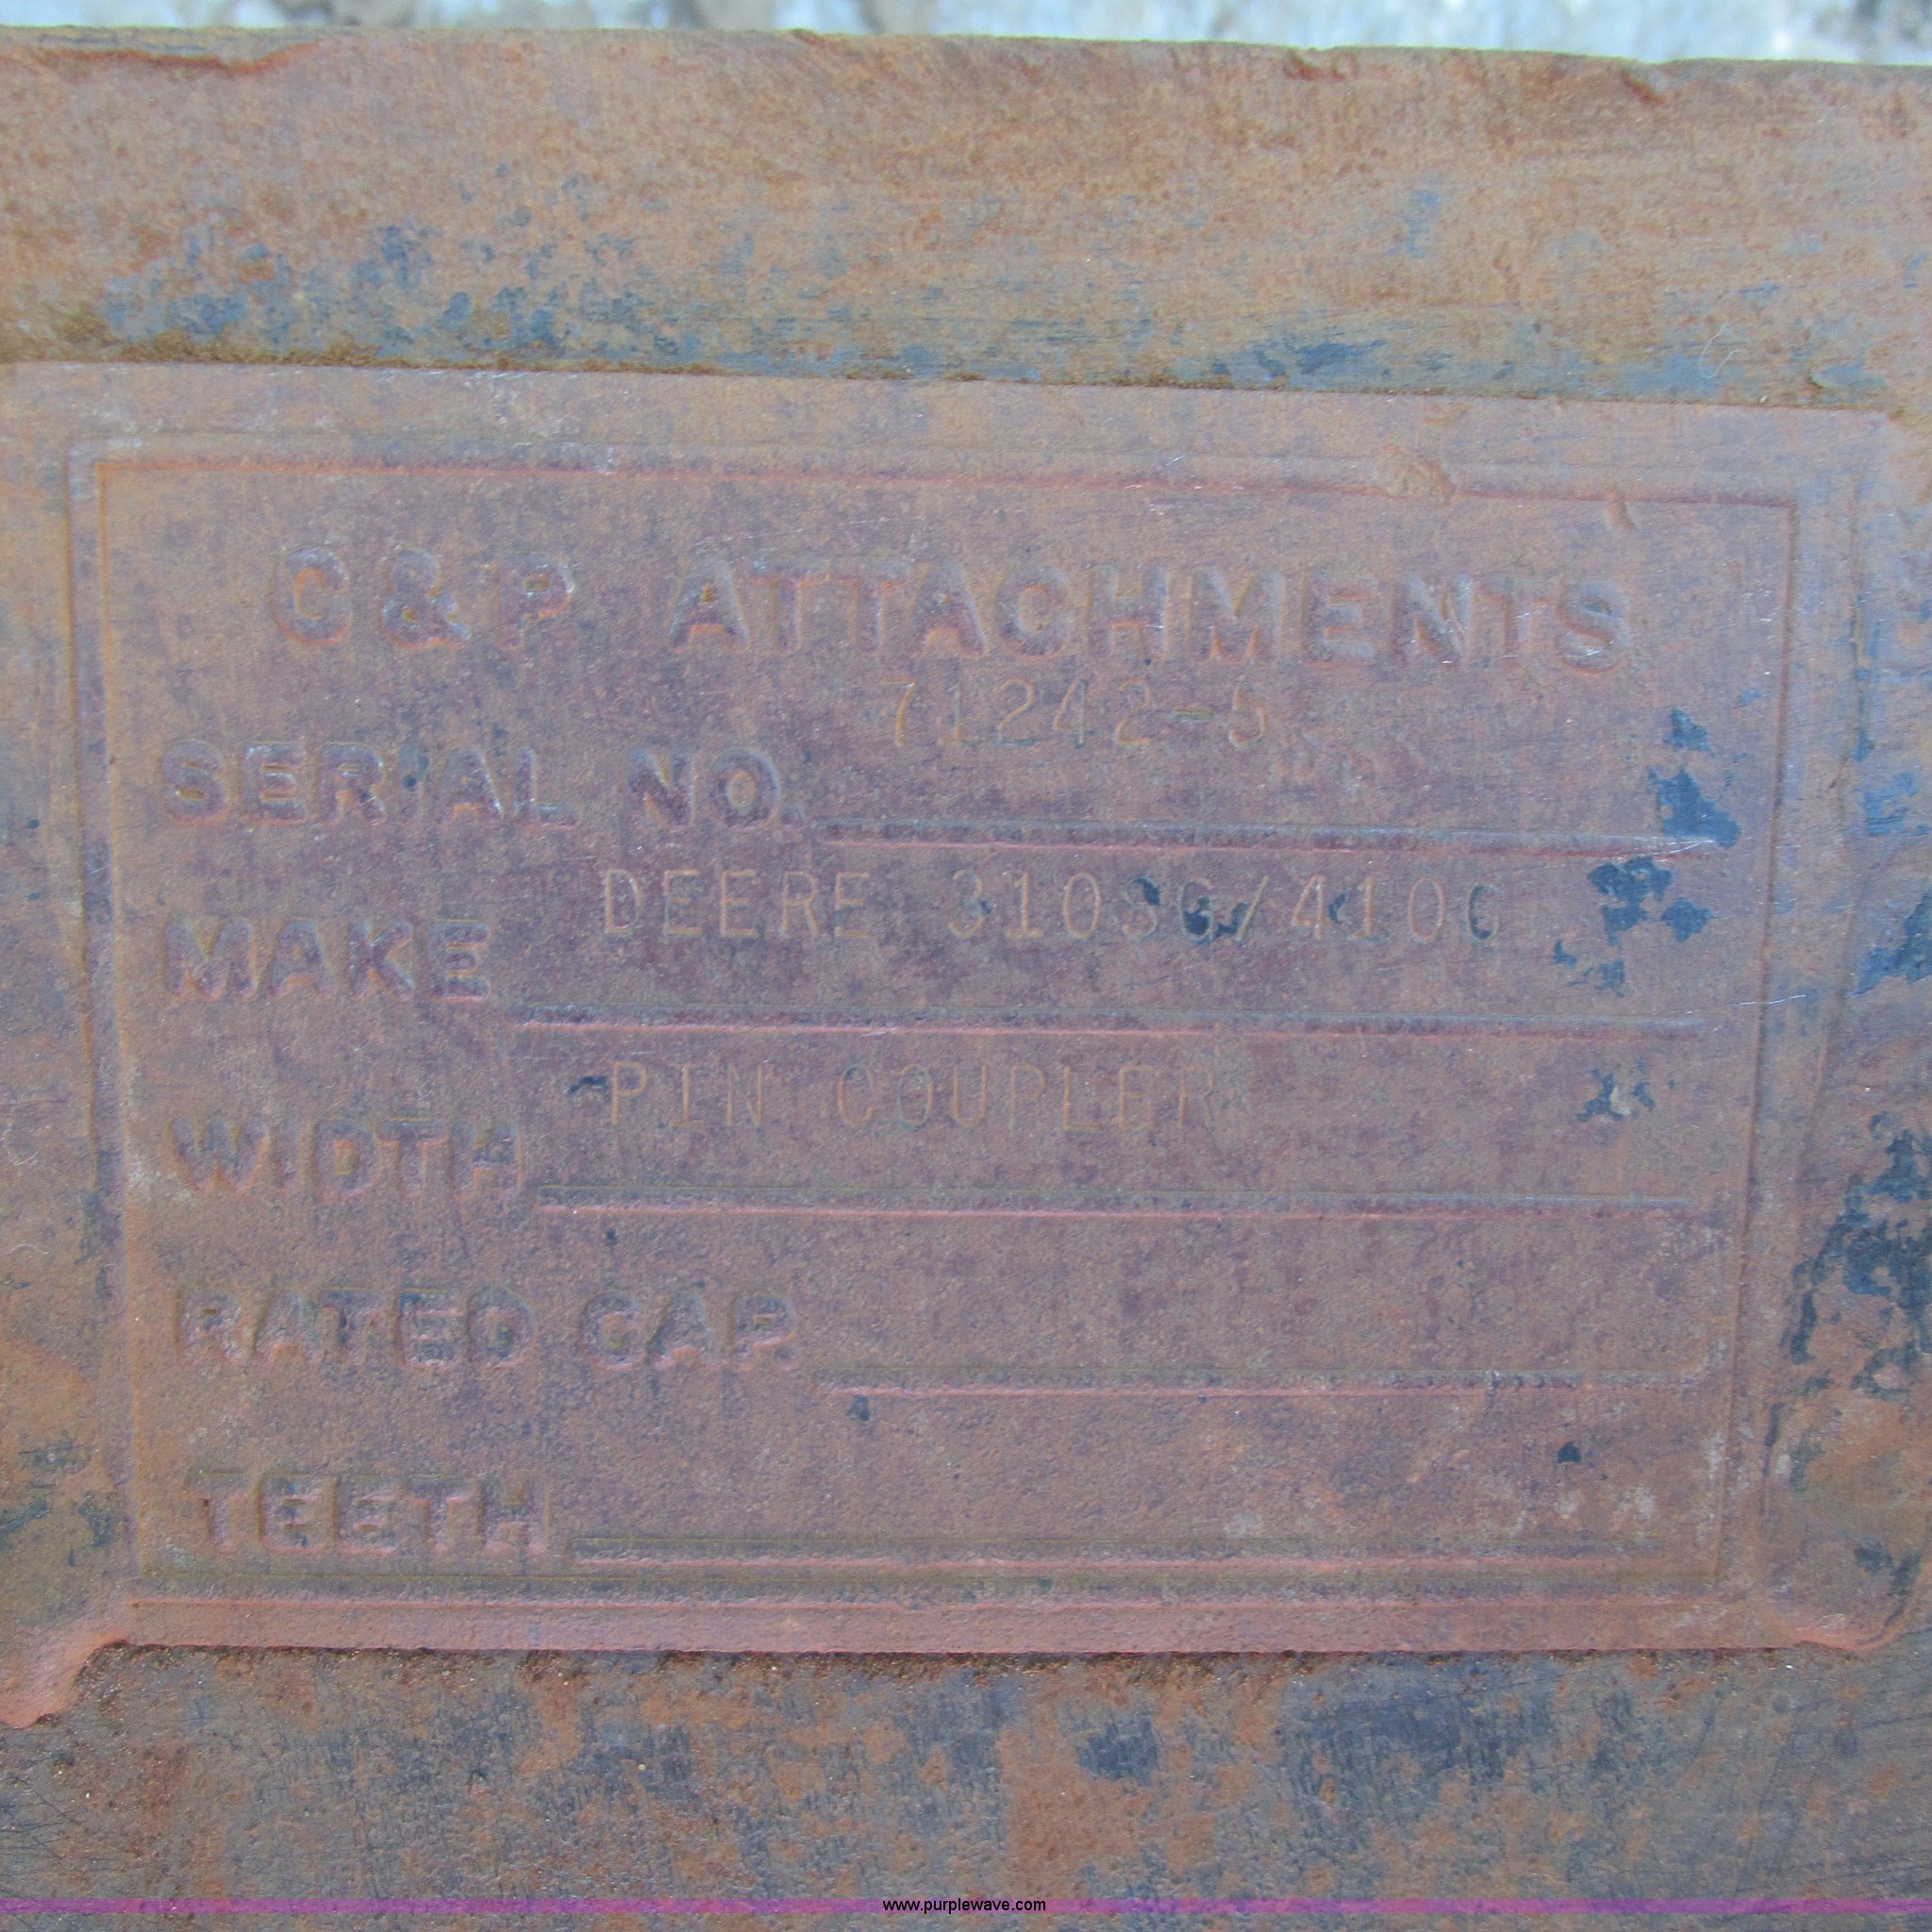 C&P ATTACHMENTS
71242-5
SERIAL NO.
DEERE 310SG/410G
MAKE
PIN COUPLER
WIDTH
RATED CAP.
TEETH
www.purplewave.com